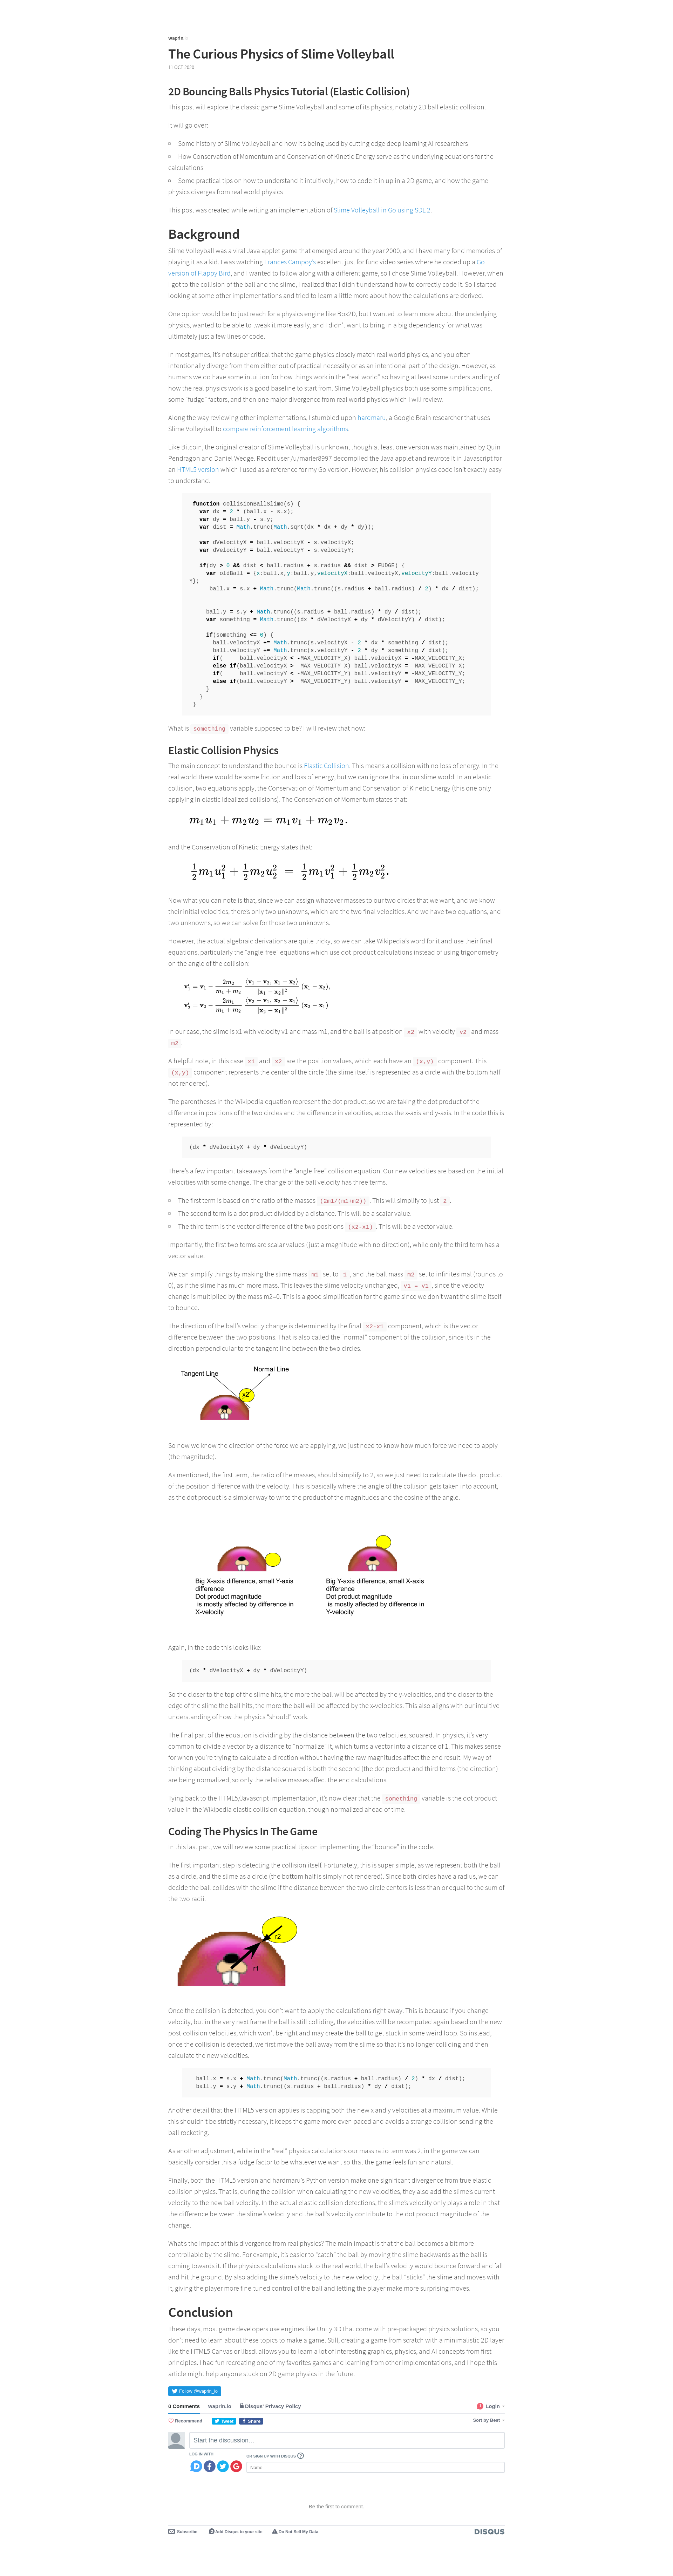 waprin.io
The Curious Physics of Slime Volleyball
11 OCT 2020
2D Bouncing Balls Physics Tutorial (Elastic Collision)
This post will explore the classic game Slime Volleyball and some of its physics, notably 2D ball elastic collision.
It will go over:
Some history of Slime Volleyball and how it's being used by cutting edge deep learning AI researchers
How Conservation of Momentum and Conservation of Kinetic Energy serve as the underlying equations for the
calculations
Some practical tips on how to understand it intuitively, how to code it up in a 2D game, and how the game
physics diverges from real world physics
This post was created while writing an implementation of Slime Volleyball in Go using SDL 2.
Background
Slime Volleyball was a viral Java applet game that emerged around the year 2000, and I have many fond memories of
playing it as a kid. I was watching Frances Campoy's excellent just for func video series where he coded up a Go
version of Flappy Bird, and I wanted to follow along with a different game, so I chose Slime Volleyball. However, when
I got to the collision of the ball and the slime, I realized that I didn't understand how to correctly code it. So I started
looking at some other implementations and tried to learn a little more about how the calculations are derived.
One option would be to just reach for a physics engine like Box2D, but I wanted to learn more about the underlying
physics, wanted to be able to tweak it more easily, and I didn't want to bring in a big dependency for what was
ultimately just a few lines of code.
In most games, it's not super critical that the game physics closely match real world physics, and you often
intentionally diverge from them either out of practical necessity or as an intentional part of the design. However, as
humans we do have some intuition for how things work in the "real world" so having at least some understanding of
how the real physics work is a good baseline to start from. Slime Volleyball physics both use some simplifications,
some "fudge" factors, and then one major divergence from real world physics which I will review.
Along the way reviewing other implementations, I stumbled upon hardmaru, a Google Brain researcher that uses
Slime Volleyball to compare reinforcement learning algorithms.
Like Bitcoin, the original creator of Slime Volleyball is unknown, though at least one version was maintained by Quin
Pendragon and Daniel Wedge. Reddit user /u/marler8997 decompiled the Java applet and rewrote it in Javascript for
an HTML5 version which I used as a reference for my Go version. However, his collision physics code isn't exactly easy
to understand.
function collisionBallSlime(s) {
var dx = 2 * (ball.x - s.x);
var dy = ball.y - s.y;
var dist = Math.trunc(Math.sqrt(dx * dx + dy * dy));
var dVelocityX = ball.velocityX - s.velocityX;
var dVelocityY = ball.velocityY - s.velocityY;
if(dy > 0 && dist < ball.radius + s.radius && dist > FUDGE) {
var oldBall = {x:ball.x,y:ball.y,velocityX:ball.velocityX,velocityY:ball.velocity
Y};
ball.x = s.x + Math.trunc(Math.trunc((s.radius + ball.radius) / 2) * dx / dist);
ball.y = s.y + Math.trunc((s.radius + ball.radius) * dy / dist);
var something = Math.trunc((dx * dVelocityX + dy * dVelocityY) / dist);
if(something <= 0) {
ball.velocityX += Math.trunc(s.velocityX - 2 * dx * something / dist);
ball.velocityY += Math.trunc(s.velocityY - 2 * dy * something / dist);
if( ball.velocityX < -MAX_VELOCITY_X) ball.velocityX = -MAX_VELOCITY_X;
else if(ball.velocityX > MAX_VELOCITY_X) ball.velocityX = MAX_VELOCITY_X;
if( ball.velocityY < -MAX_VELOCITY_Y) ball.velocityY = -MAX_VELOCITY_Y;
else if(ball.velocityY > MAX_VELOCITY_Y) ball.velocityY = MAX_VELOCITY_Y;
}
}
}
What is something variable supposed to be? I will review that now:
Elastic Collision Physics
The main concept to understand the bounce is Elastic Collision. This means a collision with no loss of energy. In the
real world there would be some friction and loss of energy, but we can ignore that in our slime world. In an elastic
collision, two equations apply, the Conservation of Momentum and Conservation of Kinetic Energy (this one only
applying in elastic idealized collisions). The Conservation of Momentum states that:
m₁u₁ + m₂u₂ = m₁v₁ + m₂v₂.
and the Conservation of Kinetic Energy states that:
½m₁u₁² + ½m₂u₂² = ½m₁v₁² + ½m₂v₂².
Now what you can note is that, since we can assign whatever masses to our two circles that we want, and we know
their initial velocities, there's only two unknowns, which are the two final velocities. And we have two equations, and
two unknowns, so we can solve for those two unknowns.
However, the actual algebraic derivations are quite tricky, so we can take Wikipedia's word for it and use their final
equations, particularly the "angle-free" equations which use dot-product calculations instead of using trigonometry
on the angle of the collision:
v₁′ = v₁ − 2m₂/(m₁ + m₂) ⟨v₁ − v₂, x₁ − x₂⟩/‖x₁ − x₂‖² (x₁ − x₂),
v₂′ = v₂ − 2m₁/(m₁ + m₂) ⟨v₂ − v₁, x₂ − x₁⟩/‖x₂ − x₁‖² (x₂ − x₁)
In our case, the slime is x1 with velocity v1 and mass m1, and the ball is at position x2 with velocity v2 and mass
m2.
A helpful note, in this case x1 and x2 are the position values, which each have an (x,y) component. This
(x,y) component represents the center of the circle (the slime itself is represented as a circle with the bottom half
not rendered).
The parentheses in the Wikipedia equation represent the dot product, so we are taking the dot product of the
difference in positions of the two circles and the difference in velocities, across the x-axis and y-axis. In the code this is
represented by:
(dx * dVelocityX + dy * dVelocityY)
There's a few important takeaways from the "angle free" collision equation. Our new velocities are based on the initial
velocities with some change. The change of the ball velocity has three terms.
The first term is based on the ratio of the masses (2m1/(m1+m2)). This will simplify to just 2.
The second term is a dot product divided by a distance. This will be a scalar value.
The third term is the vector difference of the two positions (x2-x1). This will be a vector value.
Importantly, the first two terms are scalar values (just a magnitude with no direction), while only the third term has a
vector value.
We can simplify things by making the slime mass m1 set to 1, and the ball mass m2 set to infinitesimal (rounds to
0), as if the slime has much more mass. This leaves the slime velocity unchanged, v1 = v1, since the velocity
change is multiplied by the mass m2=0. This is a good simplification for the game since we don't want the slime itself
to bounce.
The direction of the ball's velocity change is determined by the final x2-x1 component, which is the vector
difference between the two positions. That is also called the "normal" component of the collision, since it's in the
direction perpendicular to the tangent line between the two circles.
Tangent Line
Normal Line
x2
So now we know the direction of the force we are applying, we just need to know how much force we need to apply
(the magnitude).
As mentioned, the first term, the ratio of the masses, should simplify to 2, so we just need to calculate the dot product
of the position difference with the velocity. This is basically where the angle of the collision gets taken into account,
as the dot product is a simpler way to write the product of the magnitudes and the cosine of the angle.
Big X-axis difference, small Y-axis
difference
Dot product magnitude
is mostly affected by difference in
X-velocity
Big Y-axis difference, small X-axis
difference
Dot product magnitude
is mostly affected by difference in
Y-velocity
Again, in the code this looks like:
(dx * dVelocityX + dy * dVelocityY)
So the closer to the top of the slime hits, the more the ball will be affected by the y-velocities, and the closer to the
edge of the slime the ball hits, the more the ball will be affected by the x-velocities. This also aligns with our intuitive
understanding of how the physics "should" work.
The final part of the equation is dividing by the distance between the two velocities, squared. In physics, it's very
common to divide a vector by a distance to "normalize" it, which turns a vector into a distance of 1. This makes sense
for when you're trying to calculate a direction without having the raw magnitudes affect the end result. My way of
thinking about dividing by the distance squared is both the second (the dot product) and third terms (the direction)
are being normalized, so only the relative masses affect the end calculations.
Tying back to the HTML5/Javascript implementation, it's now clear that the something variable is the dot product
value in the Wikipedia elastic collision equation, though normalized ahead of time.
Coding The Physics In The Game
In this last part, we will review some practical tips on implementing the "bounce" in the code.
The first important step is detecting the collision itself. Fortunately, this is super simple, as we represent both the ball
as a circle, and the slime as a circle (the bottom half is simply not rendered). Since both circles have a radius, we can
decide the ball collides with the slime if the distance between the two circle centers is less than or equal to the sum of
the two radii.
r2
r1
Once the collision is detected, you don't want to apply the calculations right away. This is because if you change
velocity, but in the very next frame the ball is still colliding, the velocities will be recomputed again based on the new
post-collision velocities, which won't be right and may create the ball to get stuck in some weird loop. So instead,
once the collision is detected, we first move the ball away from the slime so that it's no longer colliding and then
calculate the new velocities.
ball.x = s.x + Math.trunc(Math.trunc((s.radius + ball.radius) / 2) * dx / dist);
ball.y = s.y + Math.trunc((s.radius + ball.radius) * dy / dist);
Another detail that the HTML5 version applies is capping both the new x and y velocities at a maximum value. While
this shouldn't be strictly necessary, it keeps the game more even paced and avoids a strange collision sending the
ball rocketing.
As another adjustment, while in the "real" physics calculations our mass ratio term was 2, in the game we can
basically consider this a fudge factor to be whatever we want so that the game feels fun and natural.
Finally, both the HTML5 version and hardmaru's Python version make one significant divergence from true elastic
collision physics. That is, during the collision when calculating the new velocities, they also add the slime's current
velocity to the new ball velocity. In the actual elastic collision detections, the slime's velocity only plays a role in that
the difference between the slime's velocity and the ball's velocity contribute to the dot product magnitude of the
change.
What's the impact of this divergence from real physics? The main impact is that the ball becomes a bit more
controllable by the slime. For example, it's easier to "catch" the ball by moving the slime backwards as the ball is
coming towards it. If the physics calculations stuck to the real world, the ball's velocity would bounce forward and fall
and hit the ground. By also adding the slime's velocity to the new velocity, the ball "sticks" the slime and moves with
it, giving the player more fine-tuned control of the ball and letting the player make more surprising moves.
Conclusion
These days, most game developers use engines like Unity 3D that come with pre-packaged physics solutions, so you
don't need to learn about these topics to make a game. Still, creating a game from scratch with a minimalistic 2D layer
like the HTML5 Canvas or libsdl allows you to learn a lot of interesting graphics, physics, and AI concepts from first
principles. I had fun recreating one of my favorites games and learning from other implementations, and I hope this
article might help anyone stuck on 2D game physics in the future.
Follow @waprin_io
0 Comments waprin.io Disqus' Privacy Policy 1 Login
Recommend Tweet Share Sort by Best
Start the discussion…
LOG IN WITH
OR SIGN UP WITH DISQUS ?
Name
Be the first to comment.
Subscribe Add Disqus to your site Do Not Sell My Data DISQUS